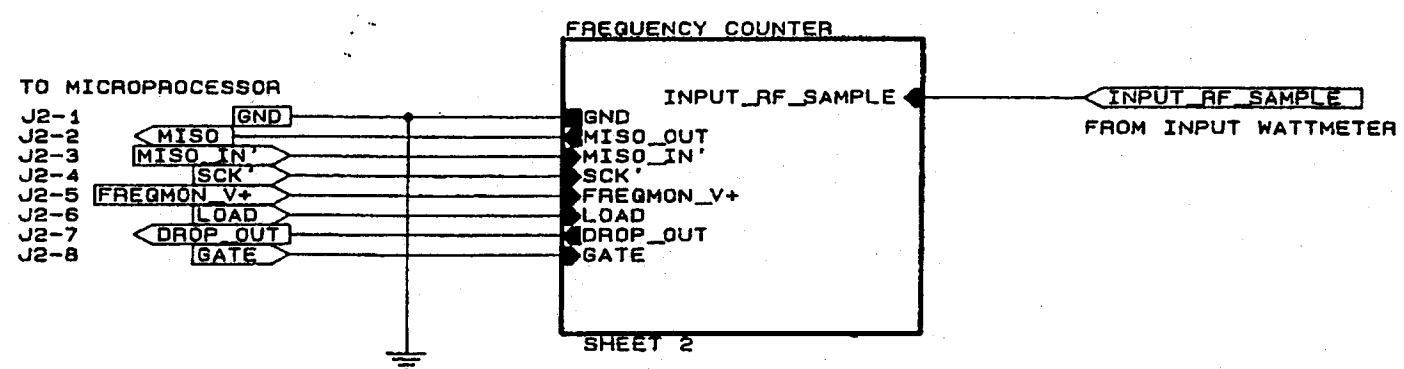 FREQUENCY COUNTER
TO MICROPROCESSOR
INPUT_RF_SAMPLE INPUT_RF_SAMPLE
FROM INPUT WATTMETER
J2-1 GND GND
J2-2 MISO MISO_OUT
J2-3 MISO_IN' MISO_IN'
J2-4 SCK' SCK'
J2-5 FREQMON_V+ FREQMON_V+
J2-6 LOAD LOAD
J2-7 DROP_OUT DROP_OUT
J2-8 GATE GATE
SHEET 2